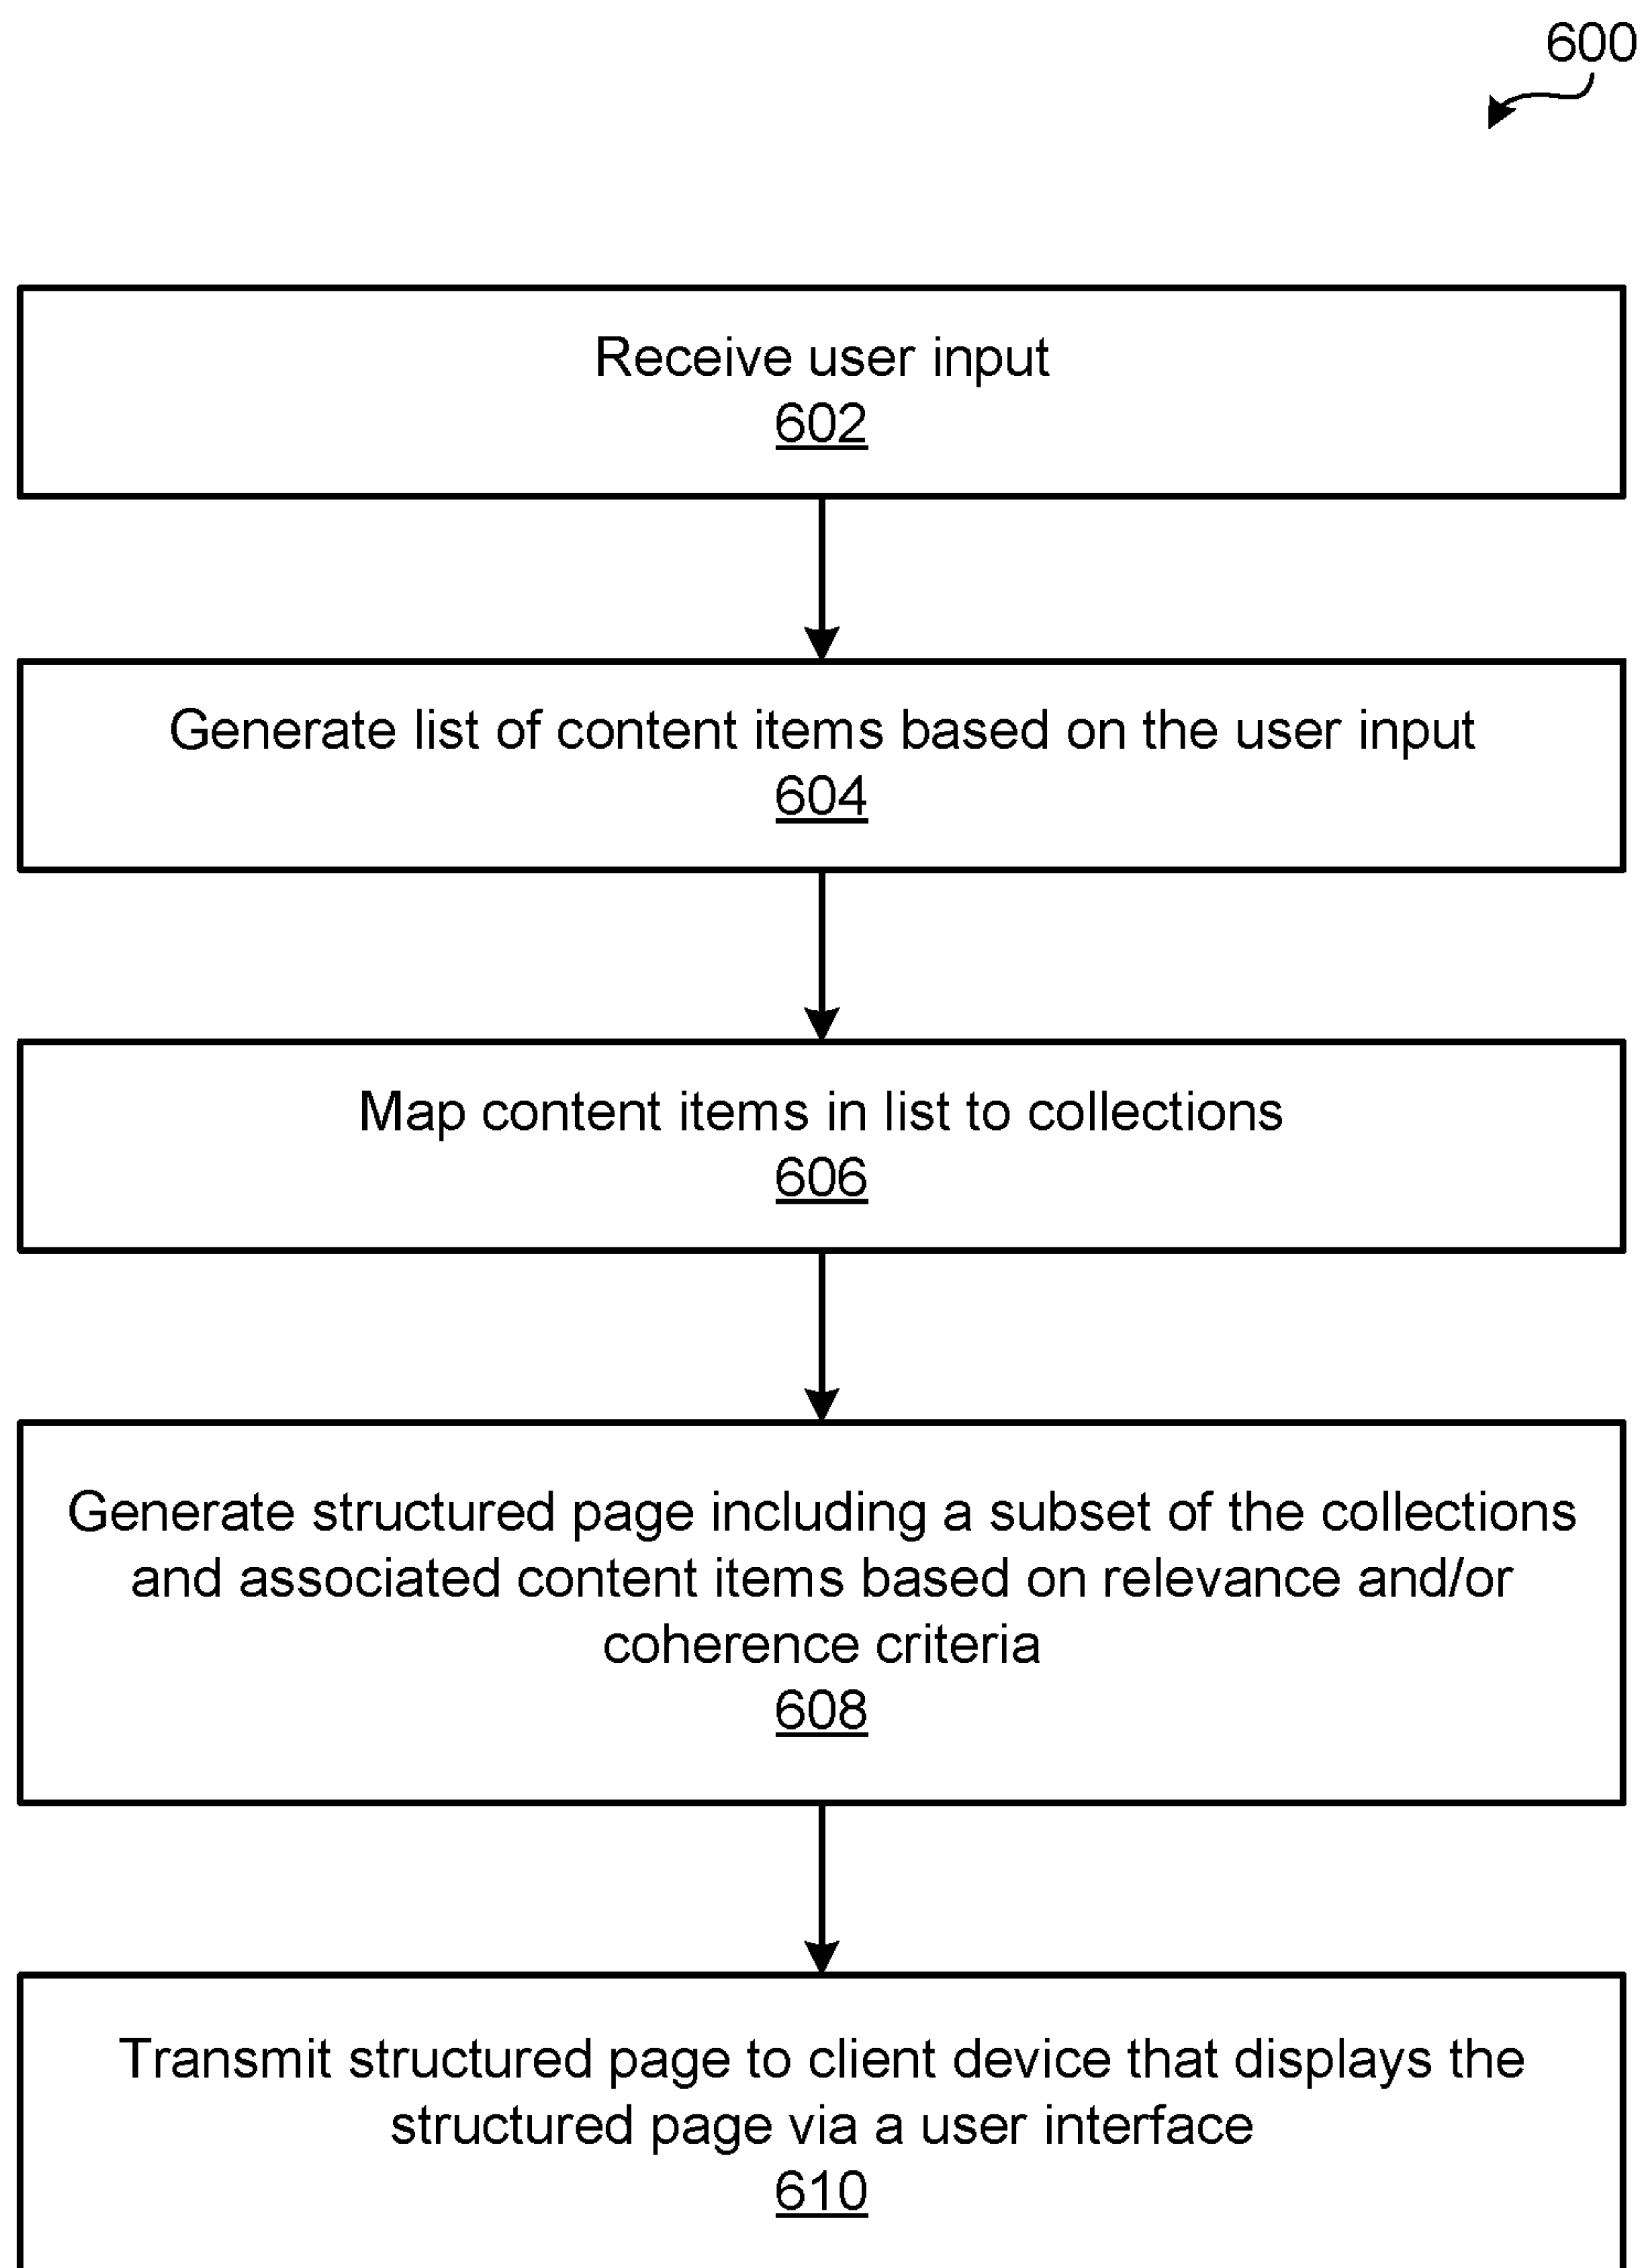 600
Receive user input
602
Generate list of content items based on the user input
604
Map content items in list to collections
606
Generate structured page including a subset of the collections
and associated content items based on relevance and/or
coherence criteria
608
Transmit structured page to client device that displays the
structured page via a user interface
610